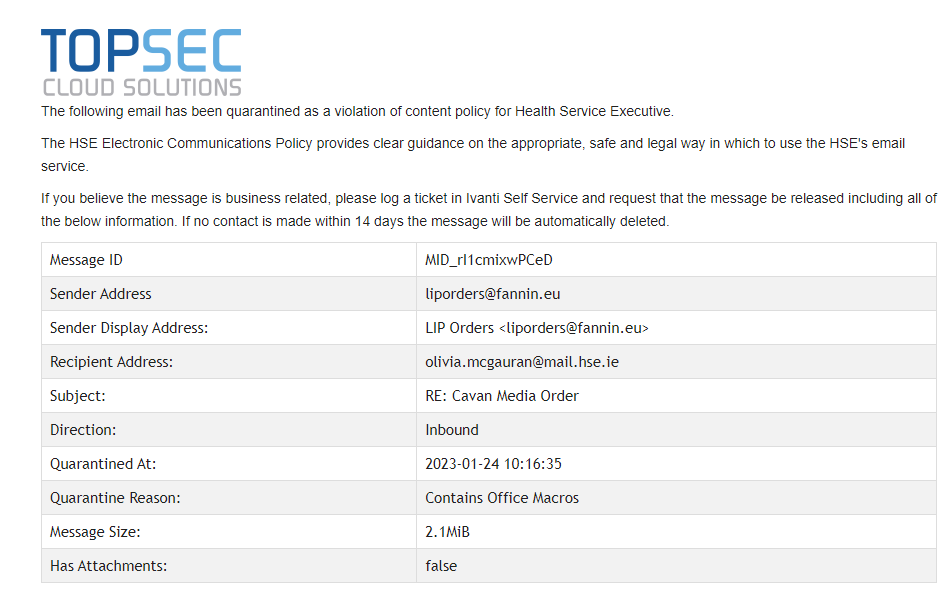 TOPSEC
CLOUD SOLUTIONS
The following email has been quarantined as a violation of content policy for Health Service Executive.
The HSE Electronic Communications Policy provides clear guidance on the appropriate, safe and legal way in which to use the HSE's email
service.
If you believe the message is business related, please log a ticket in Ivanti Self Service and request that the message be released including all of
the below information. If no contact is made within 14 days the message will be automatically deleted.
Message ID MID_rI1cmixwPCeD
Sender Address liporders@fannin.eu
Sender Display Address: LIP Orders <liporders@fannin.eu>
Recipient Address: olivia.mcgauran@mail.hse.ie
Subject: RE: Cavan Media Order
Direction: Inbound
Quarantined At: 2023-01-24 10:16:35
Quarantine Reason: Contains Office Macros
Message Size: 2.1MiB
Has Attachments: false